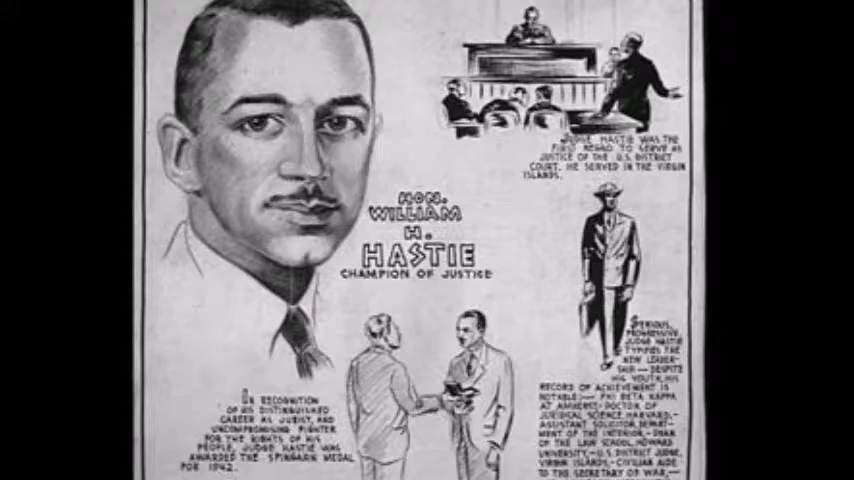 JUDGE HASTIE WAS THE
FIRST NEGRO TO SERVE AS
JUSTICE OF THE U.S. DISTRICT
COURT. HE SERVED IN THE VIRGIN
ISLANDS.
HON.
WILLIAM
H.
HASTIE
CHAMPION OF JUSTICE
SERIOUS,
PROGRESSIVE,
JUDGE HASTIE
TYPIFIES THE
NEW LEADER-
SHIP — DESPITE
HIS YOUTH, HIS
RECORD OF ACHIEVEMENT IS
NOTABLE:— PHI BETA KAPPA
AT AMHERST-DOCTOR OF
JURIDICAL SCIENCE, HARVARD,-
ASSISTANT SOLICITOR, DEPART-
MENT OF THE INTERIOR,- DEAN
OF THE LAW SCHOOL, HOWARD
UNIVERSITY,- U.S. DISTRICT JUDGE,
VIRGIN ISLANDS,- CIVILIAN AIDE
TO THE SECRETARY OF WAR,-
IN RECOGNITION
OF HIS DISTINGUISHED
CAREER AS JURIST, AND
UNCOMPROMISING FIGHTER
FOR THE RIGHTS OF HIS
PEOPLE, JUDGE HASTIE WAS
AWARDED THE SPINGARN MEDAL
FOR 1942.